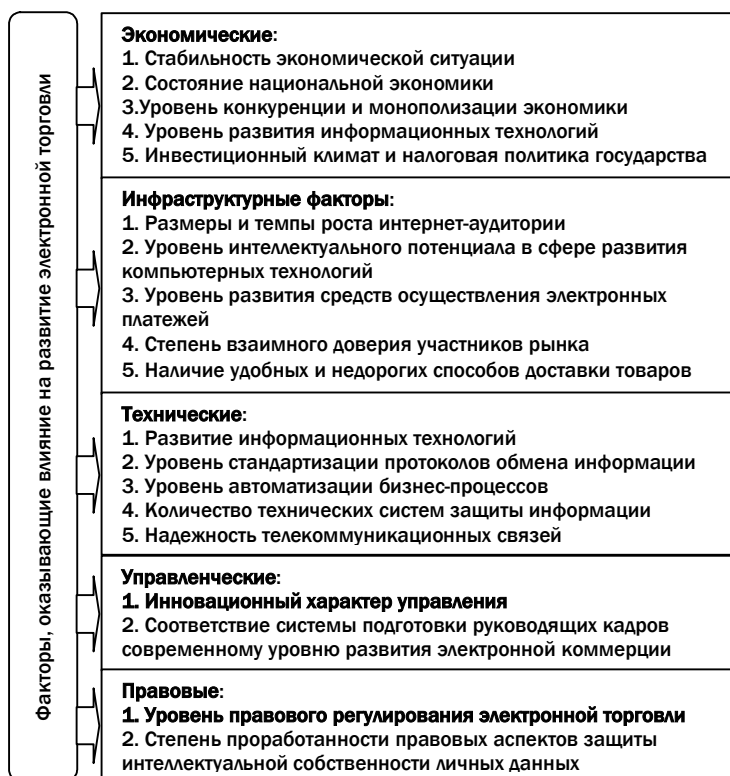 Факторы, оказывающие влияние на развитие электронной торговли
Экономические:
1. Стабильность экономической ситуации
2. Состояние национальной экономики
3.Уровень конкуренции и монополизации экономики
4. Уровень развития информационных технологий
5. Инвестиционный климат и налоговая политика государства
Инфраструктурные факторы:
1. Размеры и темпы роста интернет-аудитории
2. Уровень интеллектуального потенциала в сфере развития
компьютерных технологий
3. Уровень развития средств осуществления электронных
платежей
4. Степень взаимного доверия участников рынка
5. Наличие удобных и недорогих способов доставки товаров
Технические:
1. Развитие информационных технологий
2. Уровень стандартизации протоколов обмена информации
3. Уровень автоматизации бизнес-процессов
4. Количество технических систем защиты информации
5. Надежность телекоммуникационных связей
Управленческие:
1. Инновационный характер управления
2. Соответствие системы подготовки руководящих кадров
современному уровню развития электронной коммерции
Правовые:
1. Уровень правового регулирования электронной торговли
2. Степень проработанности правовых аспектов защиты
интеллектуальной собственности личных данных